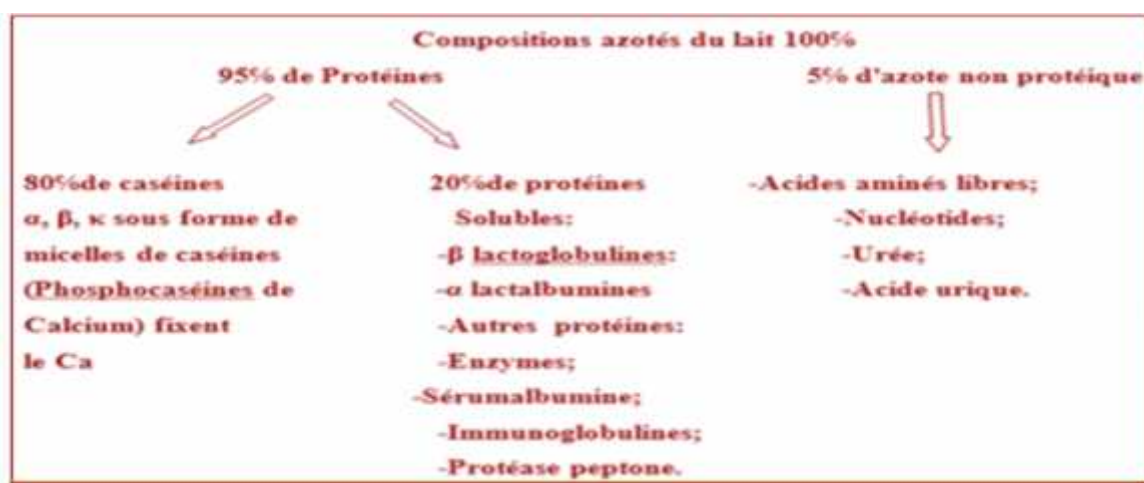 Compositions azotés du lait 100%
95% de Protéines
5% d'azote non protéique
80%de caséines
α, β, κ sous forme de
micelles de caséines
(Phosphocaséines de
Calcium) fixent
le Ca
20%de protéines
Solubles:
-β lactoglobulines:
-α lactalbumines
-Autres protéines:
-Enzymes;
-Sérumalbumine;
-Immunoglobulines;
-Protéase peptone.
-Acides aminés libres;
-Nucléotides;
-Urée;
-Acide urique.